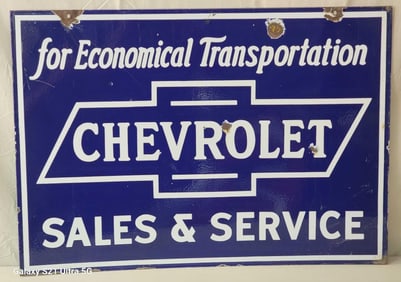 for Economical Transportation
CHEVROLET
SALES & SERVICE
Galaxy S21 Ultra 5G